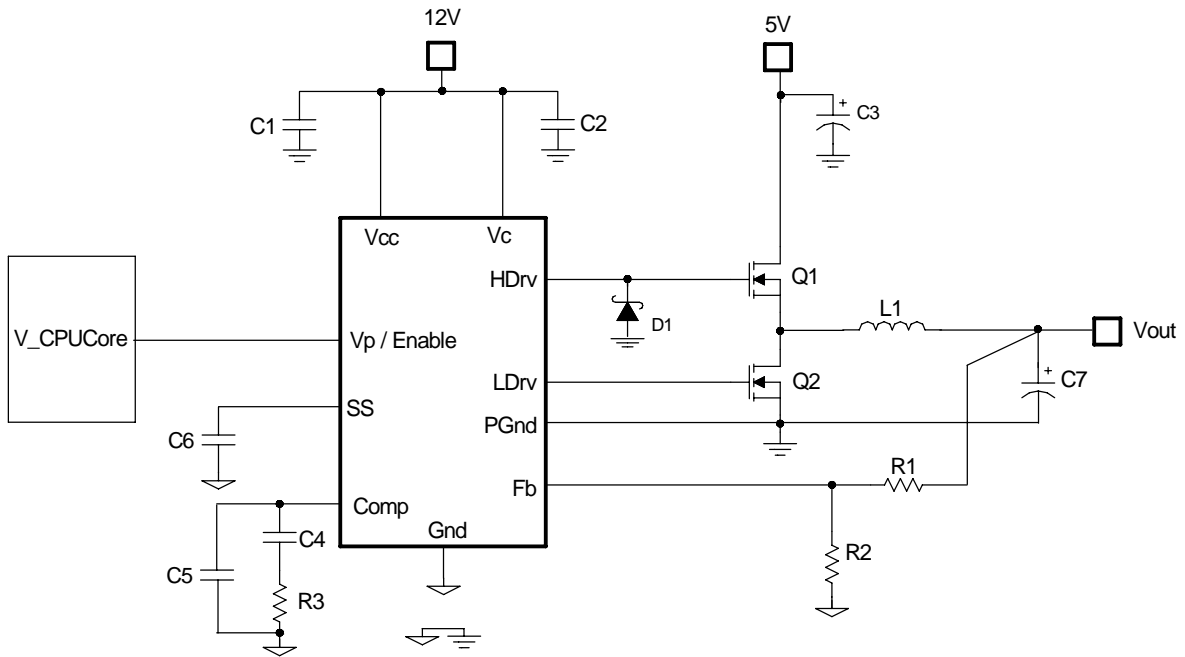 12V
5V
C1
C2
+
C3
Vcc
Vc
HDrv
Q1
D1
L1
V_CPUCore
Vp / Enable
Vout
LDrv
Q2
+
C7
SS
PGnd
C6
R1
Fb
Comp
Gnd
C4
C5
R3
R2